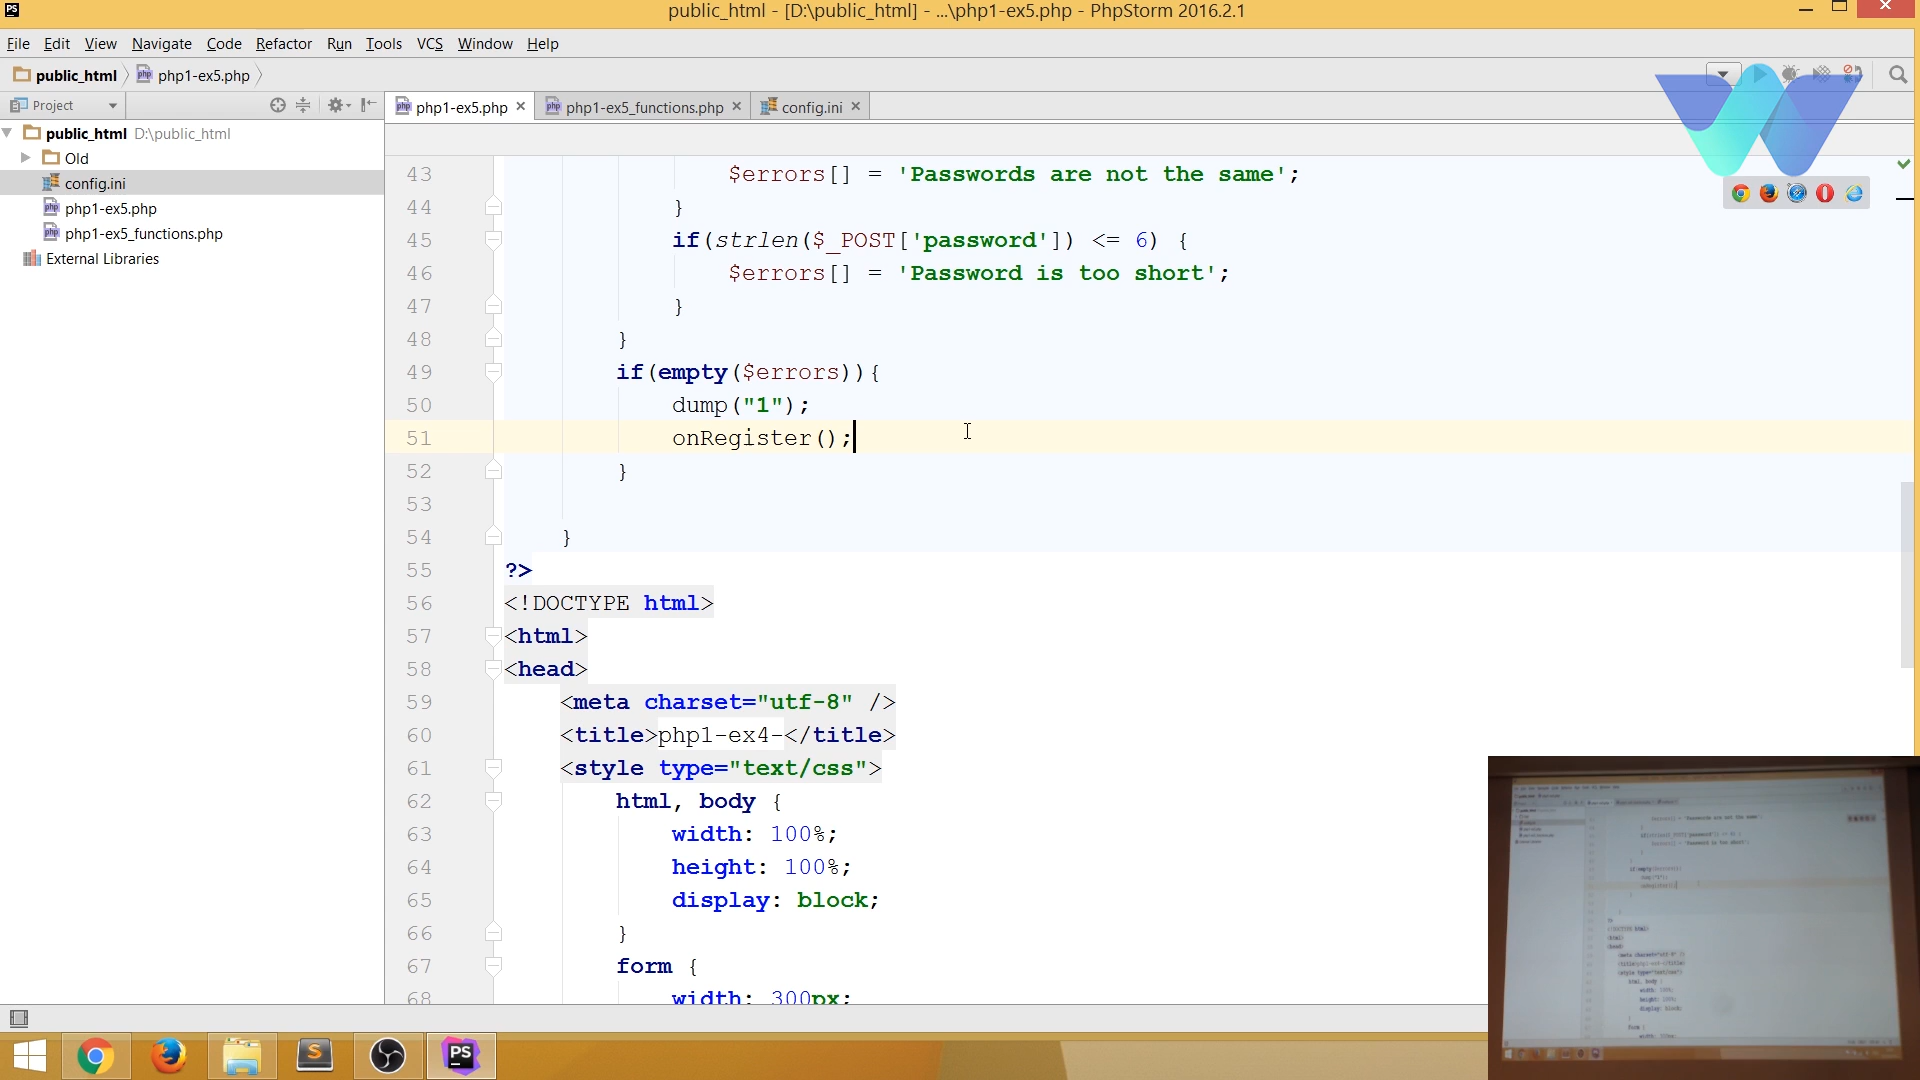 PS
public_html - [D:\public_html] - ...\php1-ex5.php - PhpStorm 2016.2.1
File Edit View Navigate Code Refactor Run Tools VCS Window Help
public_html php1-ex5.php
Project
php1-ex5.php php1-ex5_functions.php config.ini
public_html D:\public_html
Old
config.ini
php1-ex5.php
php1-ex5_functions.php
External Libraries
43 $errors[] = 'Passwords are not the same';
44 }
45 if(strlen($_POST['password']) <= 6) {
46 $errors[] = 'Password is too short';
47 }
48 }
49 if(empty($errors)){
50 dump("1");
51 onRegister();
52 }
53
54 }
55 ?>
56 <!DOCTYPE html>
57 <html>
58 <head>
59 <meta charset="utf-8" />
60 <title>php1-ex4-</title>
61 <style type="text/css">
62 html, body {
63 width: 100%;
64 height: 100%;
65 display: block;
66 }
67 form {
68 width: 300px;
PS